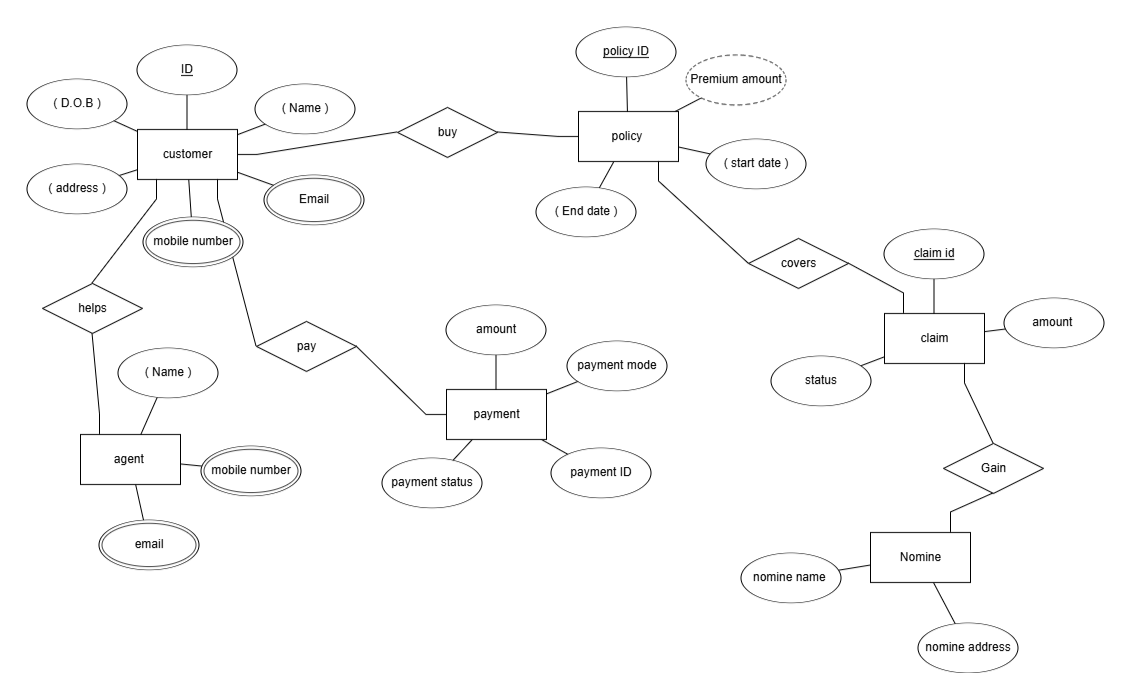 ID
policy ID
Premium amount
( D.O.B )
( Name )
buy
policy
customer
( start date )
( address )
Email
( End date )
mobile number
claim id
covers
helps
amount
amount
claim
pay
payment mode
( Name )
status
payment
agent
mobile number
payment status
payment ID
Gain
email
Nomine
nomine name
nomine address